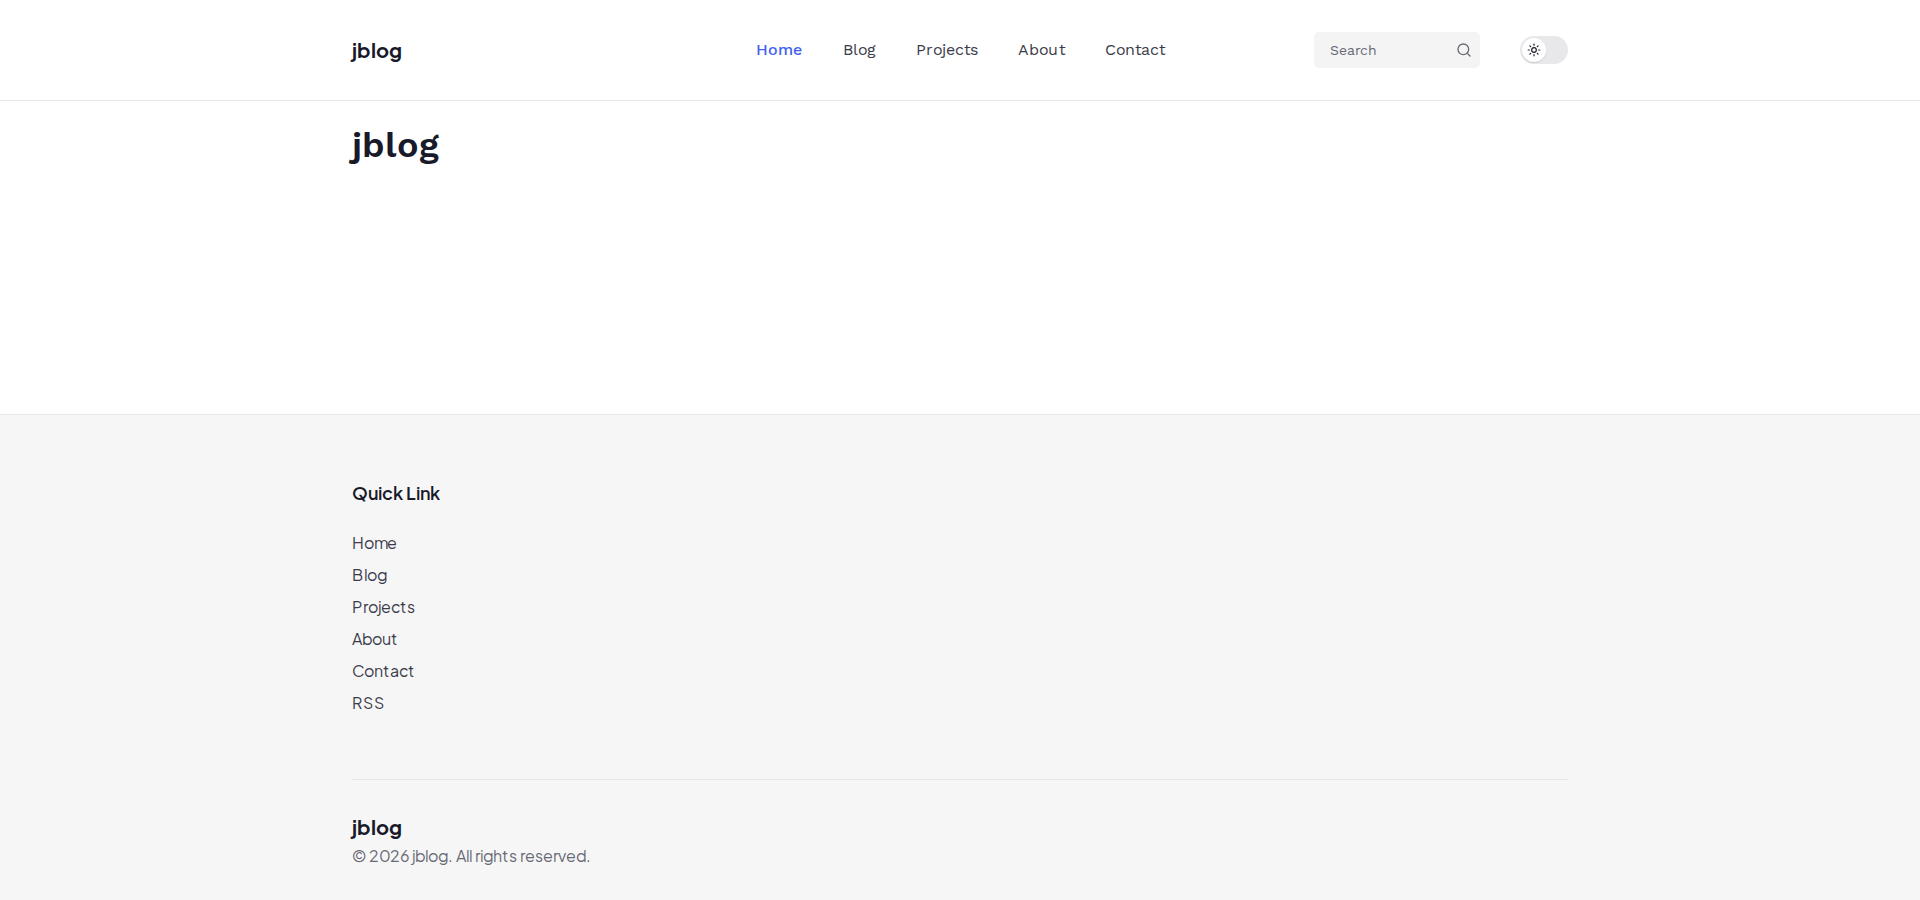 jblog
Home Blog Projects About Contact
Search
jblog
Quick Link
Home
Blog
Projects
About
Contact
RSS
jblog
© 2026 jblog. All rights reserved.